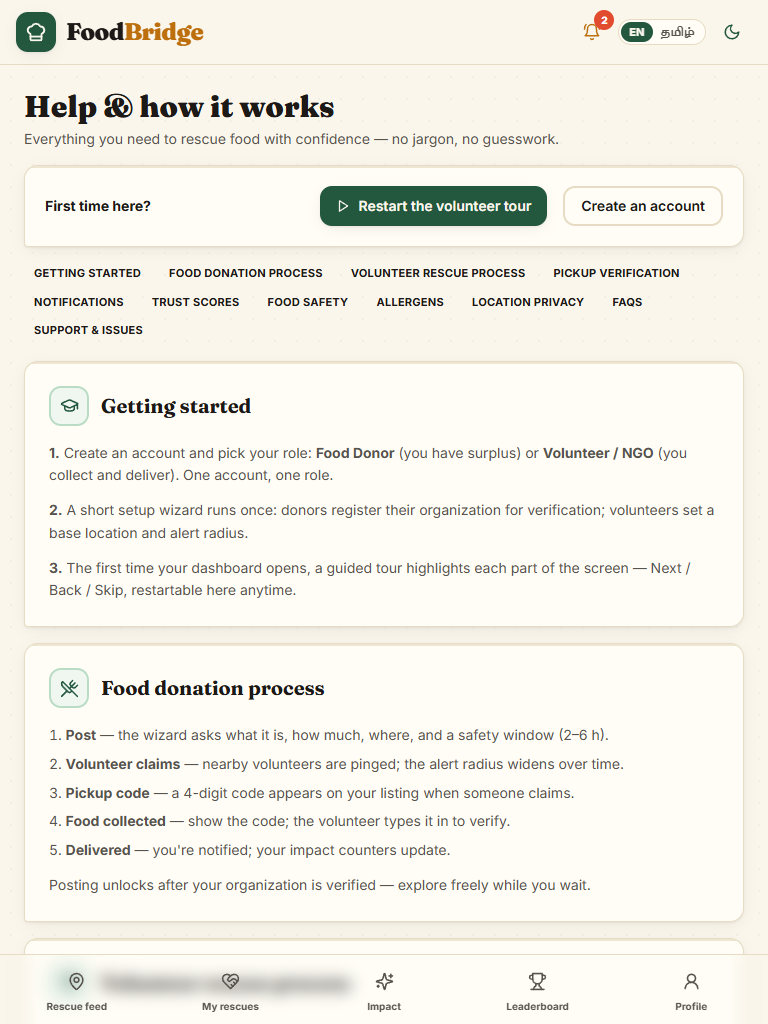 FoodBridge
2
EN
தமிழ்
Help & how it works
Everything you need to rescue food with confidence — no jargon, no guesswork.
First time here?
Restart the volunteer tour
Create an account
GETTING STARTED
FOOD DONATION PROCESS
VOLUNTEER RESCUE PROCESS
PICKUP VERIFICATION
NOTIFICATIONS
TRUST SCORES
FOOD SAFETY
ALLERGENS
LOCATION PRIVACY
FAQS
SUPPORT & ISSUES
Getting started
1. Create an account and pick your role: Food Donor (you have surplus) or Volunteer / NGO (you
collect and deliver). One account, one role.
2. A short setup wizard runs once: donors register their organization for verification; volunteers set a
base location and alert radius.
3. The first time your dashboard opens, a guided tour highlights each part of the screen — Next /
Back / Skip, restartable here anytime.
Food donation process
1. Post — the wizard asks what it is, how much, where, and a safety window (2–6 h).
2. Volunteer claims — nearby volunteers are pinged; the alert radius widens over time.
3. Pickup code — a 4-digit code appears on your listing when someone claims.
4. Food collected — show the code; the volunteer types it in to verify.
5. Delivered — you're notified; your impact counters update.
Posting unlocks after your organization is verified — explore freely while you wait.
Volunteer rescue process
Rescue feed
My rescues
Impact
Leaderboard
Profile